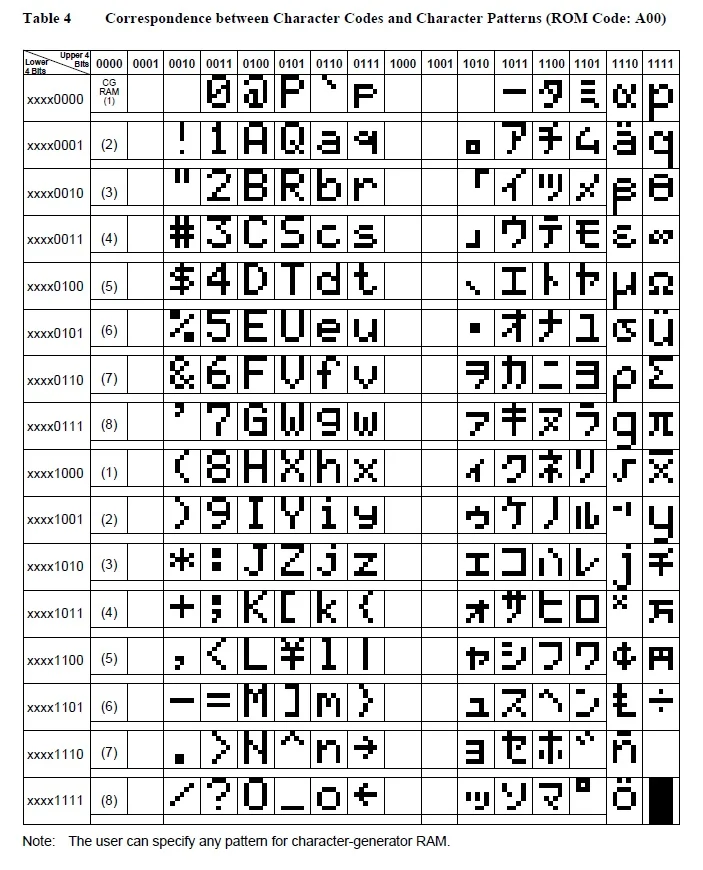 Table 4 Correspondence between Character Codes and Character Patterns (ROM Code: A00)
Lower 4 Bits Upper 4 Bits 0000 0001 0010 0011 0100 0101 0110 0111 1000 1001 1010 1011 1100 1101 1110 1111
xxxx0000 CG RAM (1) 0 @ P ` p ー タ ミ α p
xxxx0001 (2) ! 1 A Q a q 。 ア チ ム ä q
xxxx0010 (3) " 2 B R b r 「 イ ツ メ β θ
xxxx0011 (4) # 3 C S c s 」 ウ テ モ ε ∞
xxxx0100 (5) $ 4 D T d t 、 エ ト ヤ μ Ω
xxxx0101 (6) % 5 E U e u ・ オ ナ ユ σ ü
xxxx0110 (7) & 6 F V f v ヲ カ ニ ヨ ρ Σ
xxxx0111 (8) ' 7 G W g w ァ キ ヌ ラ g π
xxxx1000 (1) ( 8 H X h x ィ ク ネ リ √ x̄
xxxx1001 (2) ) 9 I Y i y ゥ ケ ノ ル ⁻¹ y
xxxx1010 (3) * : J Z j z ェ コ ハ レ j 千
xxxx1011 (4) + ; K [ k { ォ サ ヒ ロ ˣ 万
xxxx1100 (5) , < L ¥ l | ャ シ フ ワ ¢ 円
xxxx1101 (6) - = M ] m } ュ ス ヘ ン Ł ÷
xxxx1110 (7) . > N ^ n → ョ セ ホ ゛ ñ
xxxx1111 (8) / ? O _ o ← ッ ソ マ ゜ ö █
Note: The user can specify any pattern for character-generator RAM.